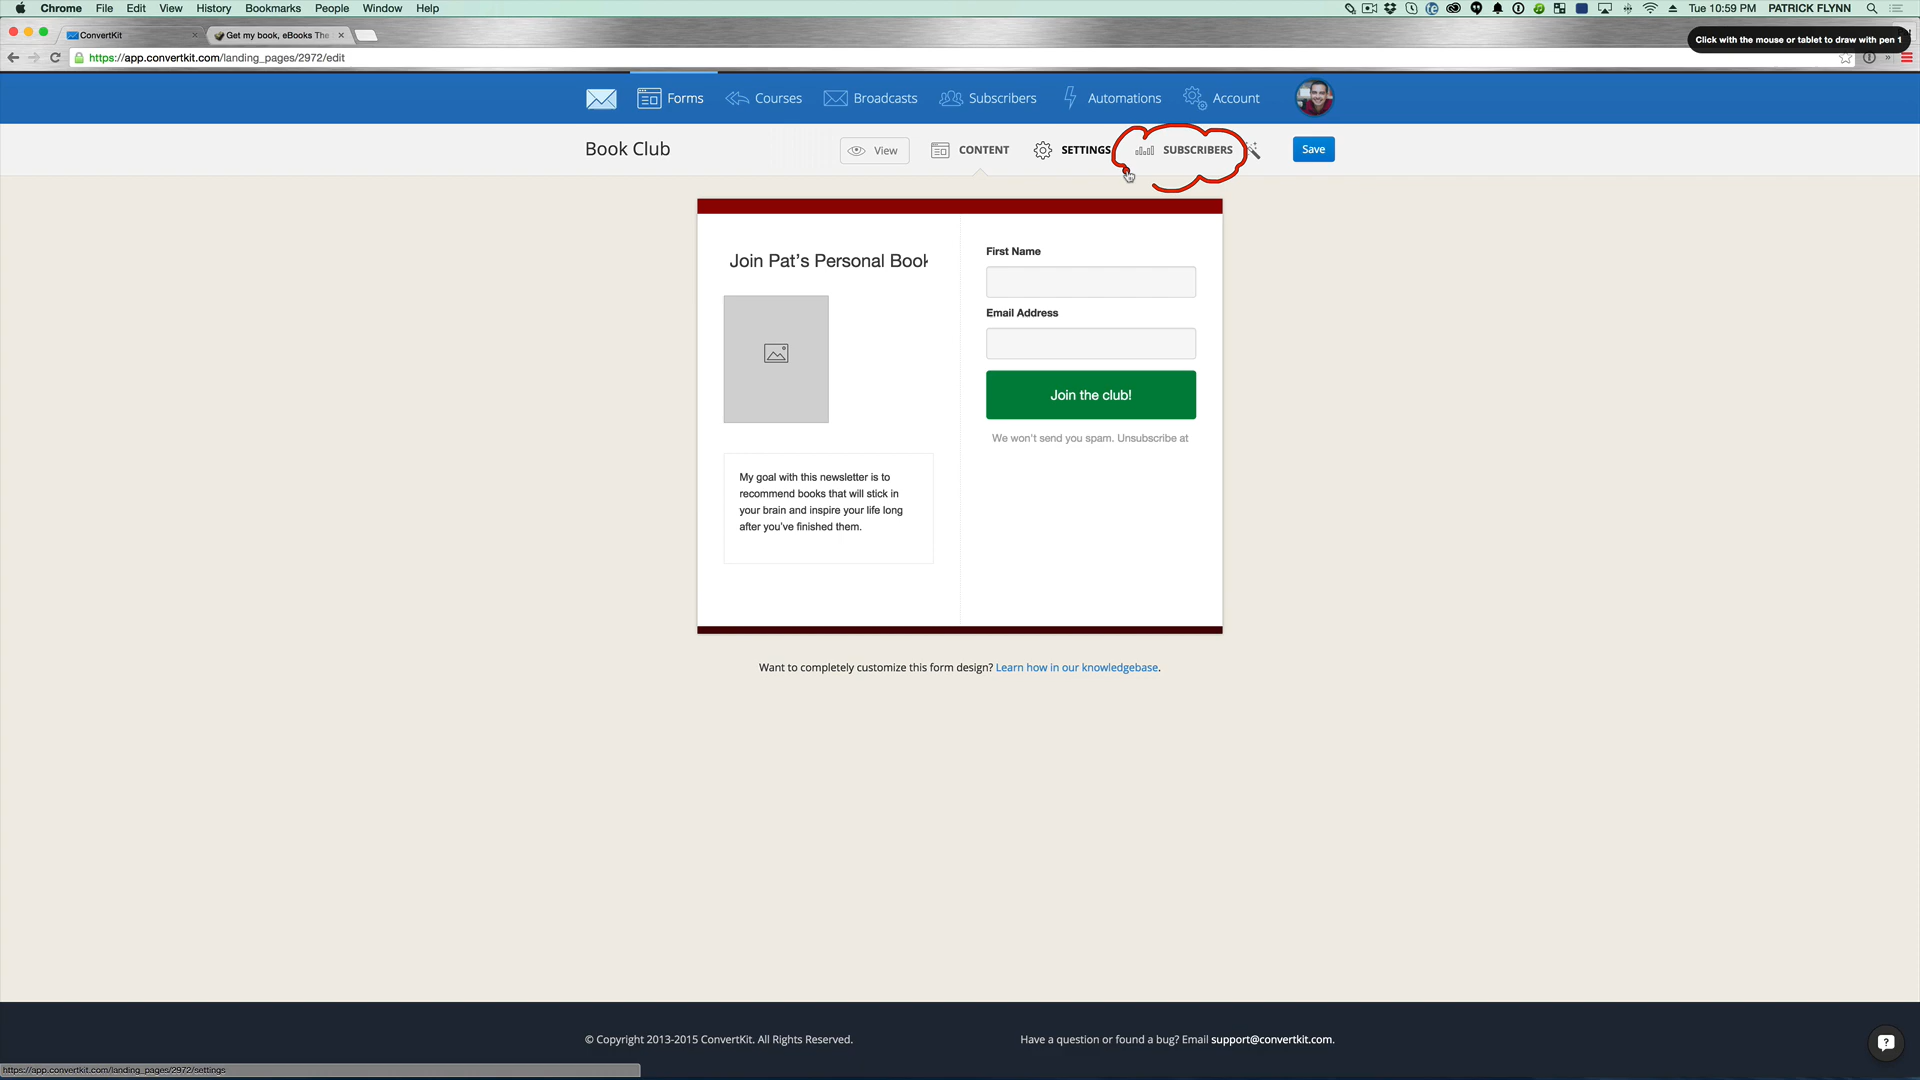 Chrome File Edit View History Bookmarks People Window Help
Tue 10:59 PM PATRICK FLYNN
ConvertKit
Get my book, eBooks The
Click with the mouse or tablet to draw with pen 1
https://app.convertkit.com/landing_pages/2972/edit
Forms Courses Broadcasts Subscribers Automations Account
Book Club
View CONTENT SETTINGS SUBSCRIBERS Save
Join Pat's Personal Book
My goal with this newsletter is to
recommend books that will stick in
your brain and inspire your life long
after you've finished them.
First Name
Email Address
Join the club!
We won't send you spam. Unsubscribe at
Want to completely customize this form design? Learn how in our knowledgebase.
© Copyright 2013-2015 ConvertKit. All Rights Reserved.
Have a question or found a bug? Email support@convertkit.com.
https://app.convertkit.com/landing_pages/2972/settings